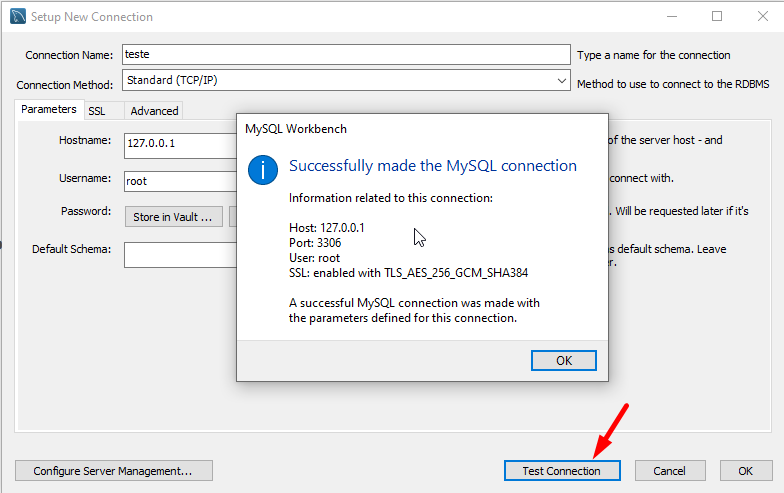 Setup New Connection
Connection Name: teste Type a name for the connection
Connection Method: Standard (TCP/IP) Method to use to connect to the RDBMS
Parameters SSL Advanced
Hostname: 127.0.0.1 of the server host - and
Username: root connect with.
Password: Store in Vault ... . Will be requested later if it's
Default Schema: s default schema. Leave
MySQL Workbench
Successfully made the MySQL connection
Information related to this connection:
Host: 127.0.0.1
Port: 3306
User: root
SSL: enabled with TLS_AES_256_GCM_SHA384
A successful MySQL connection was made with
the parameters defined for this connection.
OK
Configure Server Management... Test Connection Cancel OK